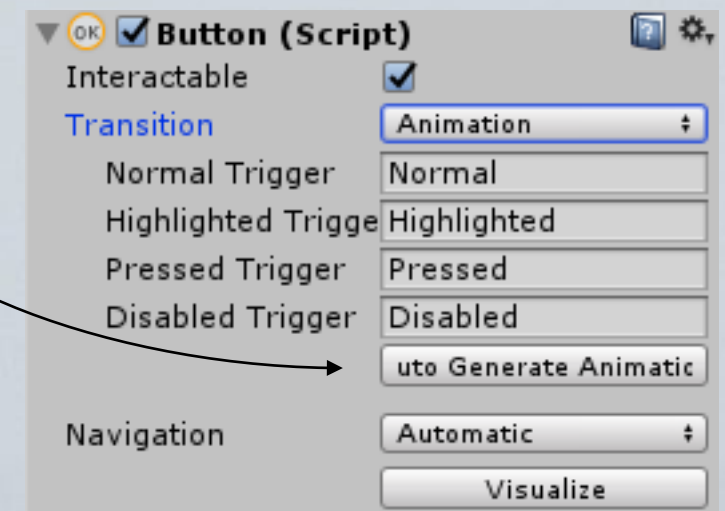 OK Button (Script)
Interactable
Transition Animation
Normal Trigger Normal
Highlighted Trigge Highlighted
Pressed Trigger Pressed
Disabled Trigger Disabled
uto Generate Animatic
Navigation Automatic
Visualize